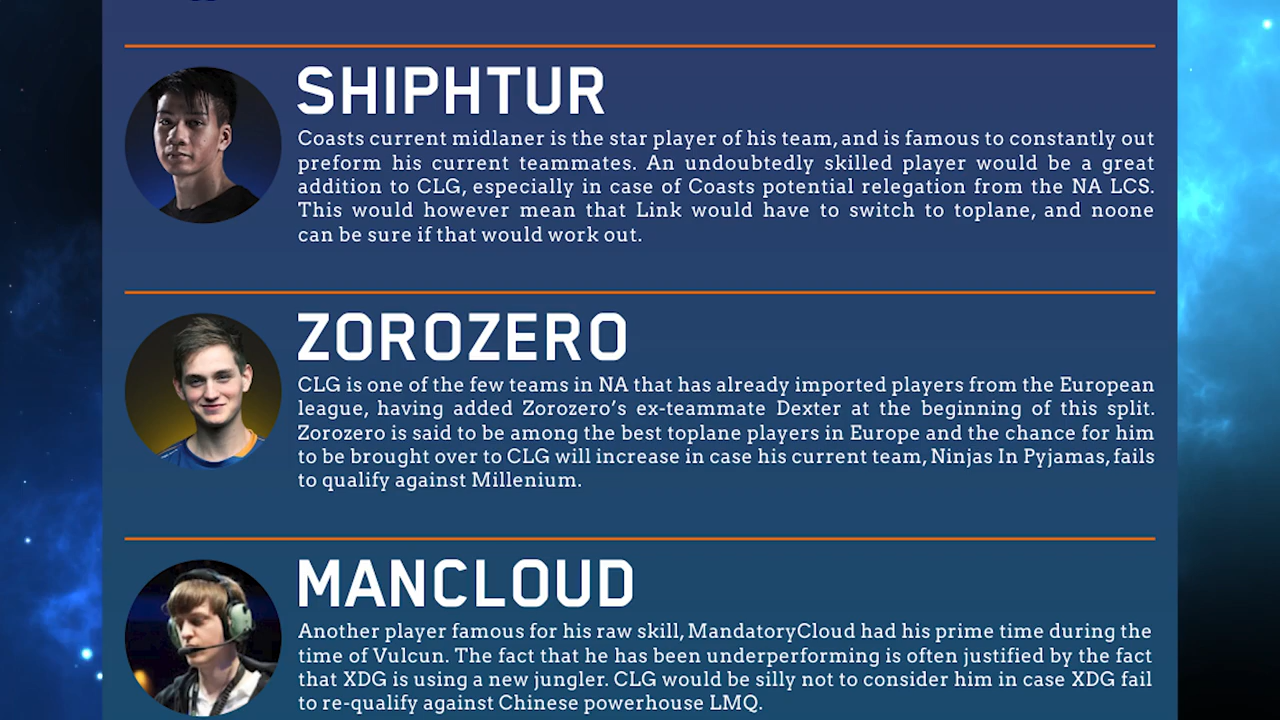 SHIPHTUR
Coasts current midlaner is the star player of his team, and is famous to constantly out
preform his current teammates. An undoubtedly skilled player would be a great
addition to CLG, especially in case of Coasts potential relegation from the NA LCS.
This would however mean that Link would have to switch to toplane, and noone
can be sure if that would work out.
ZOROZERO
CLG is one of the few teams in NA that has already imported players from the European
league, having added Zorozero’s ex-teammate Dexter at the beginning of this split.
Zorozero is said to be among the best toplane players in Europe and the chance for him
to be brought over to CLG will increase in case his current team, Ninjas In Pyjamas, fails
to qualify against Millenium.
MANCLOUD
Another player famous for his raw skill, MandatoryCloud had his prime time during the
time of Vulcun. The fact that he has been underperforming is often justified by the fact
that XDG is using a new jungler. CLG would be silly not to consider him in case XDG fail
to re-qualify against Chinese powerhouse LMQ.